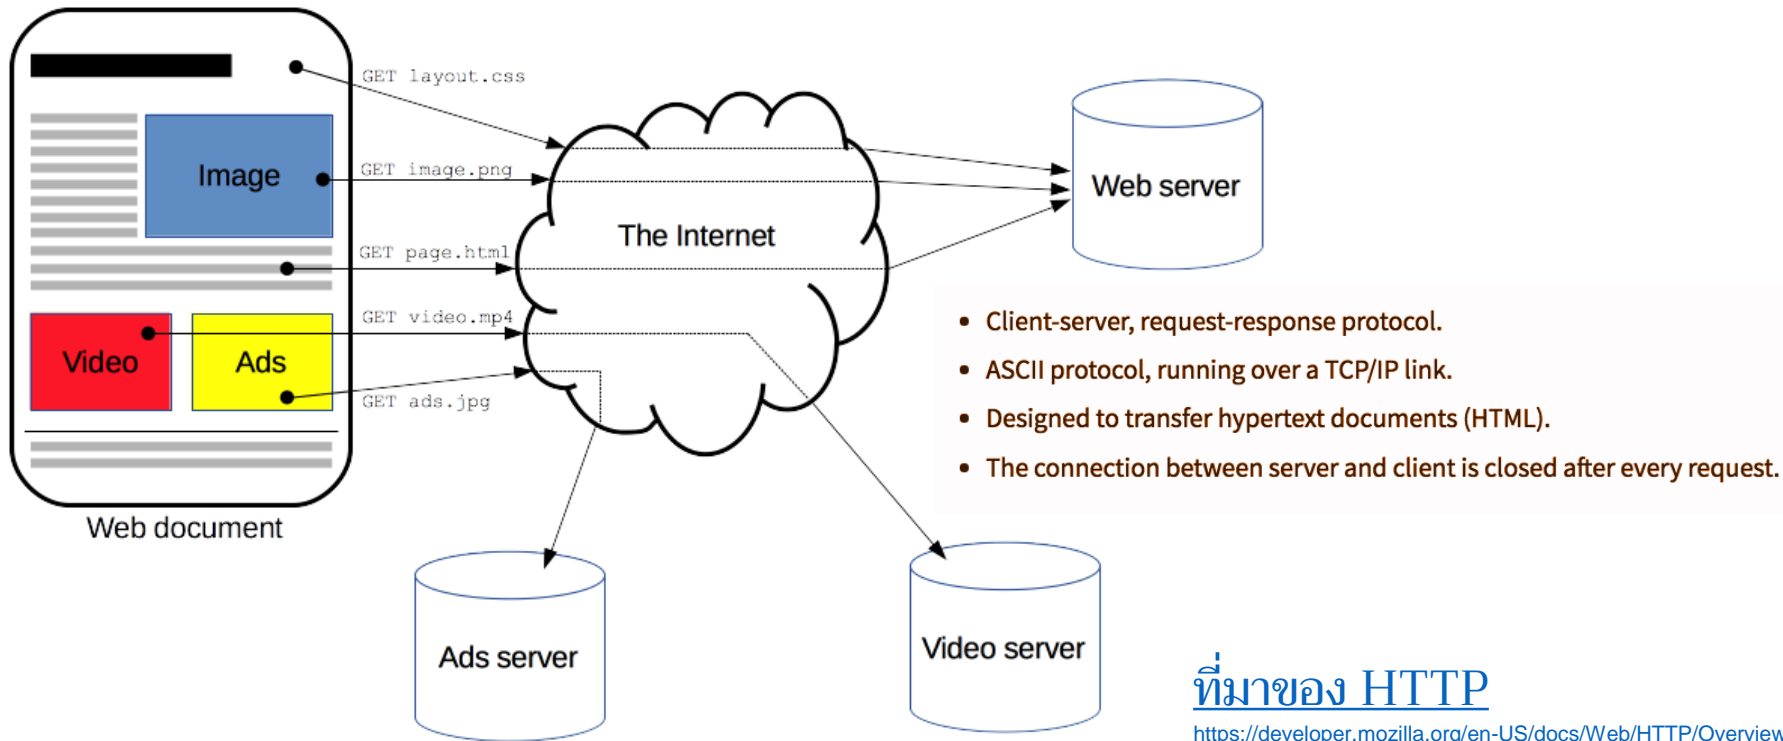 GET layout.css
Image
GET image.png
Web server
The Internet
GET page.html
GET video.mp4
Video
Ads
GET ads.jpg
Web document
• Client-server, request-response protocol.
• ASCII protocol, running over a TCP/IP link.
• Designed to transfer hypertext documents (HTML).
• The connection between server and client is closed after every request.
Ads server
Video server
ที่มาของ HTTP
https://developer.mozilla.org/en-US/docs/Web/HTTP/Overview